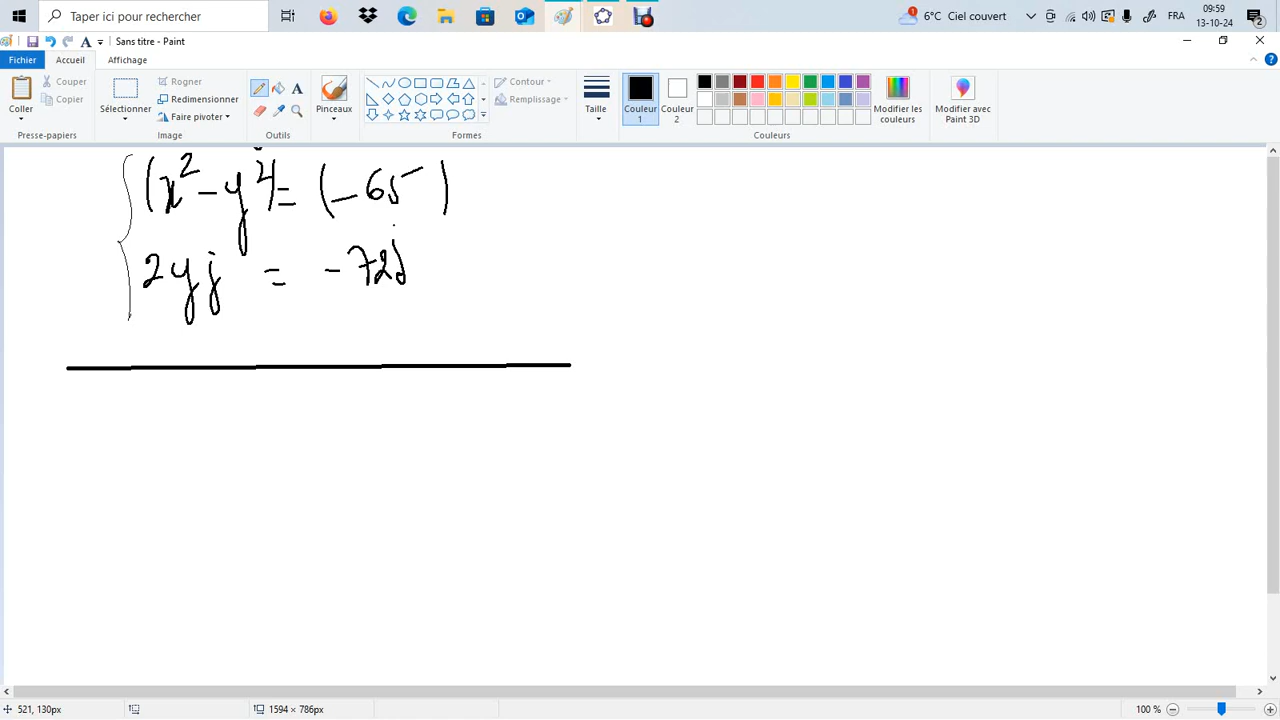 Taper ici pour rechercher
6°C Ciel couvert
FRA
09:59
13-10-24
2
Sans titre - Paint
Fichier
Accueil
Affichage
Coller
Couper
Copier
Presse-papiers
Sélectionner
Rogner
Redimensionner
Faire pivoter
Image
Outils
Pinceaux
Contour
Remplissage
Formes
Taille
Couleur 1
Couleur 2
Modifier les couleurs
Couleurs
Modifier avec Paint 3D
(x² - y²) = (-65)
2yj = -72j
521, 130px
1594 × 786px
100 %